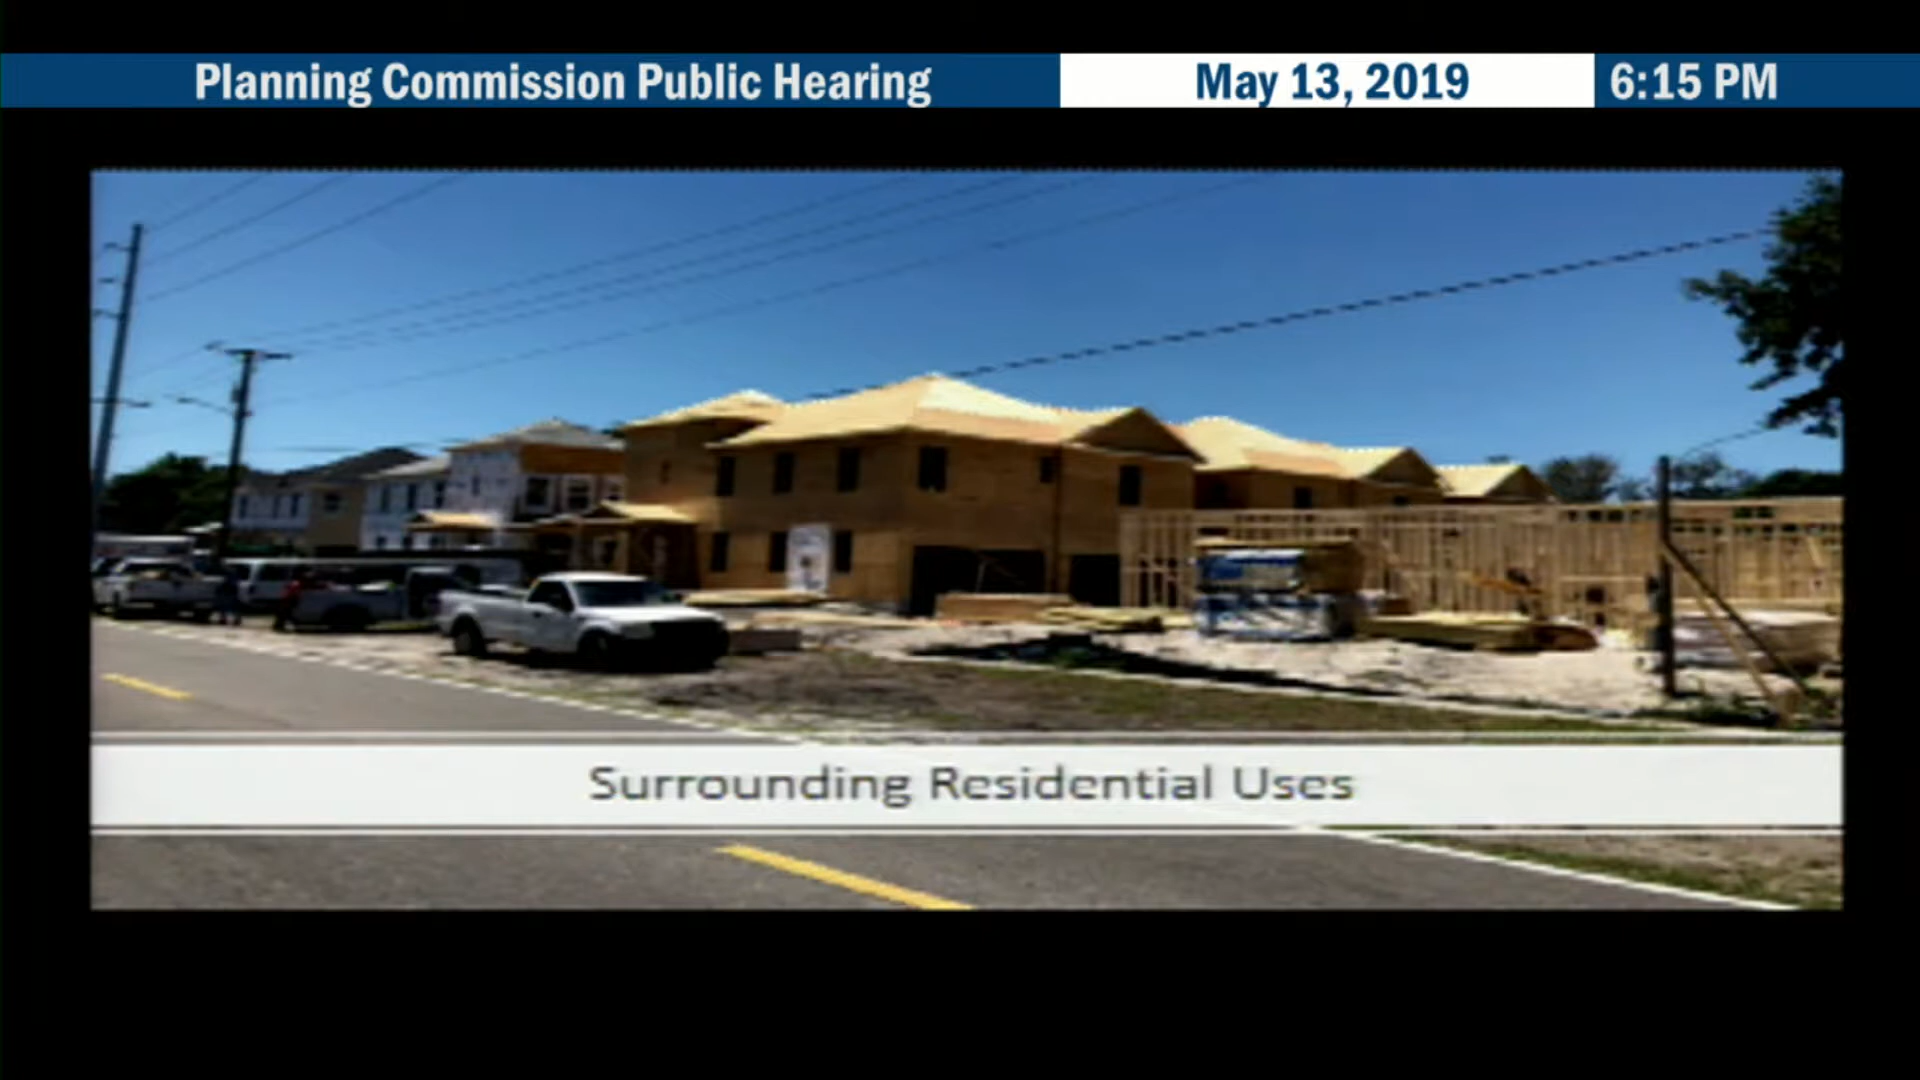 Planning Commission Public Hearing May 13, 2019 6:15 PM
Surrounding Residential Uses